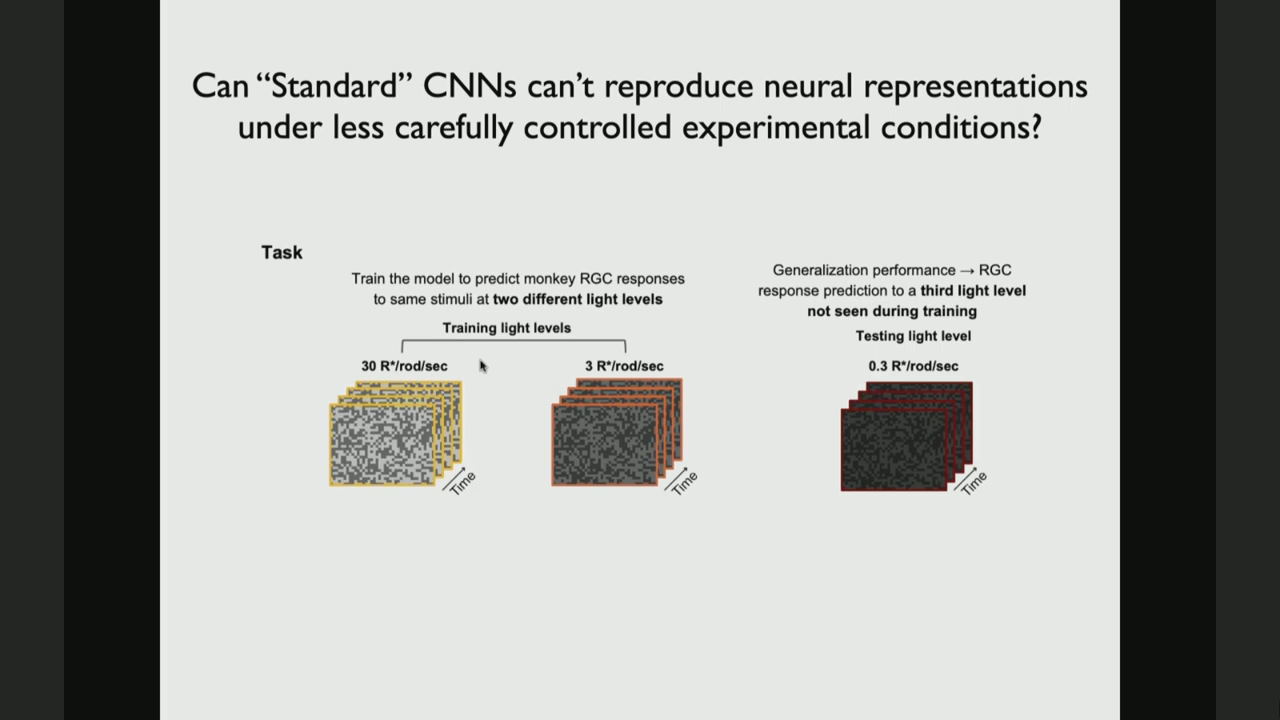 Can “Standard” CNNs can’t reproduce neural representations
under less carefully controlled experimental conditions?
Task
Train the model to predict monkey RGC responses
to same stimuli at two different light levels
Training light levels
30 R*/rod/sec
3 R*/rod/sec
Time
Time
Generalization performance → RGC
response prediction to a third light level
not seen during training
Testing light level
0.3 R*/rod/sec
Time